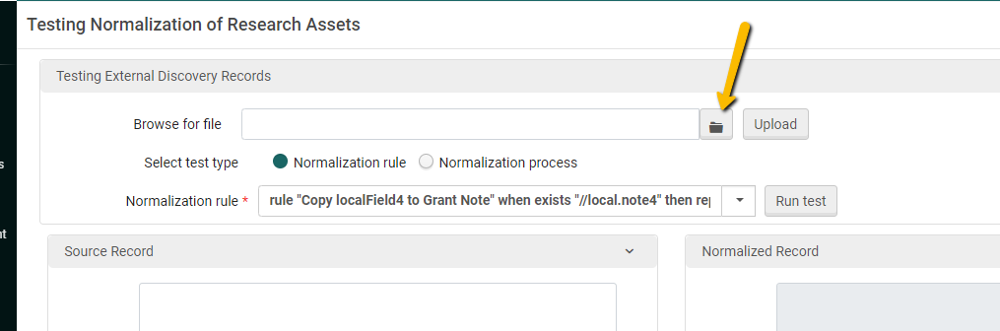 Testing Normalization of Research Assets
Testing External Discovery Records
Browse for file
Upload
Select test type Normalization rule Normalization process
Normalization rule * rule "Copy localField4 to Grant Note" when exists "//local.note4" then rep
Run test
Source Record
Normalized Record